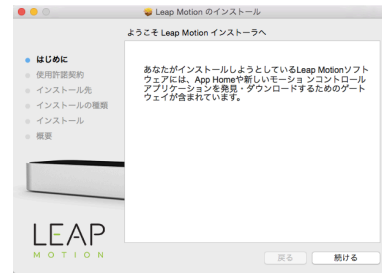 Leap Motion のインストール
ようこそ Leap Motion インストーラへ
はじめに
使用許諾契約
インストール先
インストールの種類
インストール
概要
あなたがインストールしようとしているLeap Motionソフト
ウェアには、App Homeや新しいモーショ ンコントロール
アプリケーションを発見・ダウンロードするためのゲート
ウェイが含まれています。
LEAP
MOTION
戻る
続ける